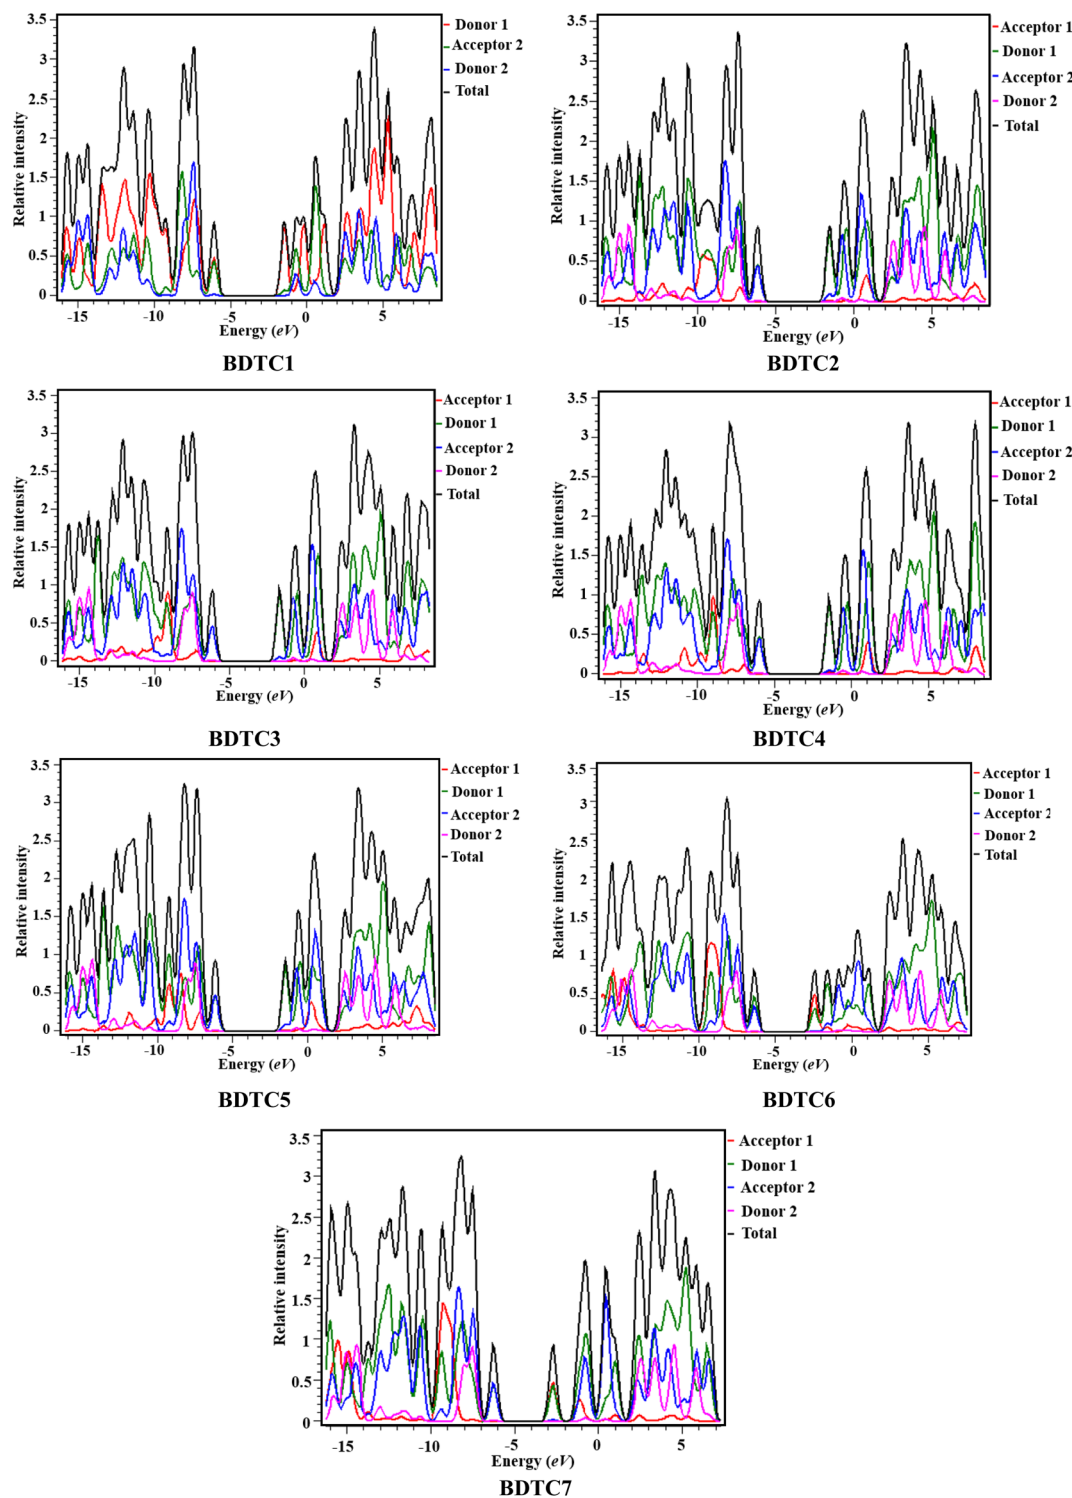 3.5
3
2.5
2
1.5
1
0.5
0
Relative intensity
-15
-10
-5
0
5
Energy (eV)
Donor 1
Acceptor 2
Donor 2
Total
BDTC1
3.5
3
2.5
2
1.5
1
0.5
0
Relative intensity
-15
-10
-5
0
5
Energy (eV)
Acceptor 1
Donor 1
Acceptor 2
Donor 2
Total
BDTC2
3.5
3
2.5
2
1.5
1
0.5
0
Relative intensity
-15
-10
-5
0
5
Energy (eV)
Acceptor 1
Donor 1
Acceptor 2
Donor 2
Total
BDTC3
3.5
3
2.5
2
1.5
1
0.5
0
Relative intensity
-15
-10
-5
0
5
Energy (eV)
Acceptor 1
Donor 1
Acceptor 2
Donor 2
Total
BDTC4
3.5
3
2.5
2
1.5
1
0.5
0
Relative intensity
-15
-10
-5
0
5
Energy (eV)
Acceptor 1
Donor 1
Acceptor 2
Donor 2
Total
BDTC5
3.5
3
2.5
2
1.5
1
0.5
0
Relative intensity
-15
-10
-5
0
5
Energy (eV)
Acceptor 1
Donor 1
Acceptor 2
Donor 2
Total
BDTC6
3.5
3
2.5
2
1.5
1
0.5
0
Relative intensity
-15
-10
-5
0
5
Energy (eV)
Acceptor 1
Donor 1
Acceptor 2
Donor 2
Total
BDTC7